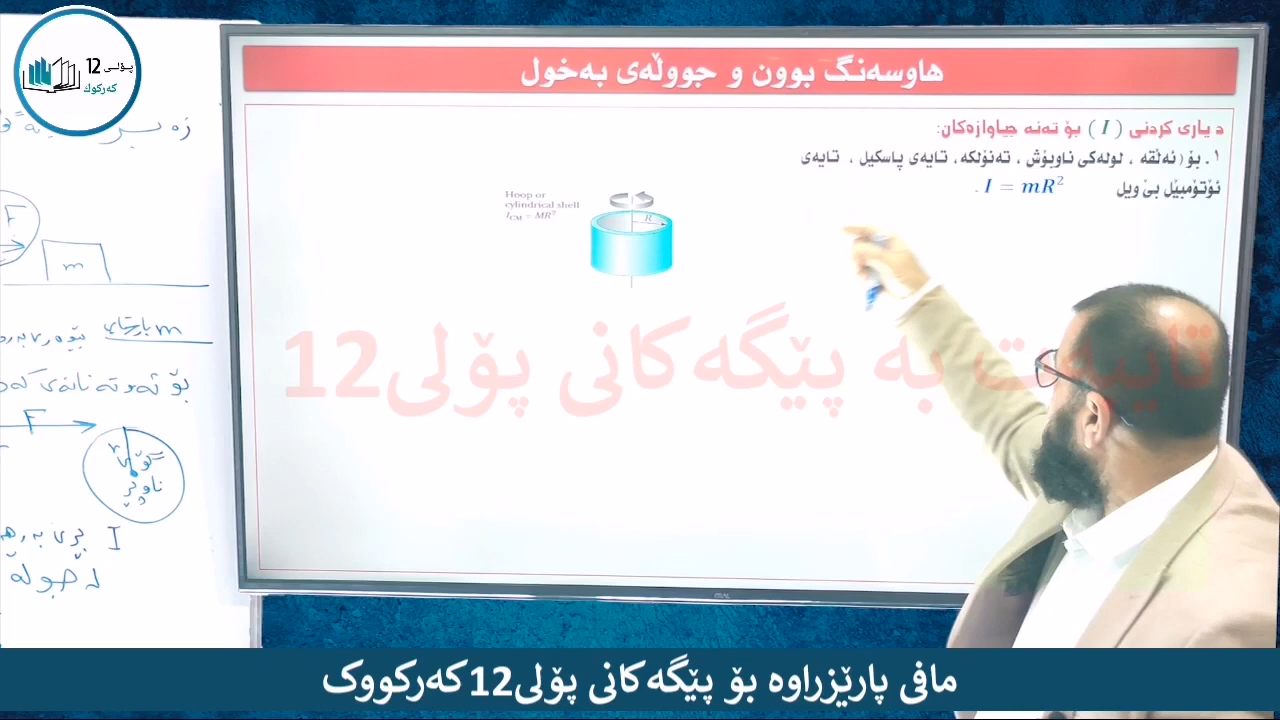 پۆلی 12
کەرکوک
هاوسەنگ بوون و جووڵەی بەخول
دیاری کردنی ( I ) بۆ تەنە جیاوازەکان:
١. بۆ (ئەڵقە ، لولەکی ناوبۆش ، تەنۆلکە، تایەی پاسکیل ، تایەی
ئۆتۆمبێل بێ ویل I = mR²
Hoop or
cylindrical shell
I_CM = MR²
R
F
m
m
F
r
ناوپڕ
I
تایبەت بە پێگەکانی پۆلی12
مافی پارێزراوە بۆ پێگەکانی پۆلی12کەرکووک